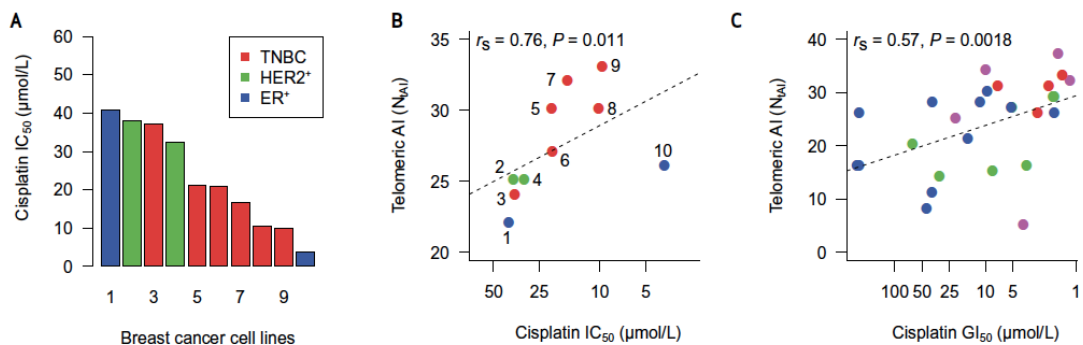 A
Cisplatin IC50 (µmol/L)
60
50
40
30
20
10
0
TNBC
HER2+
ER+
1
3
5
7
9
Breast cancer cell lines
B
rS = 0.76, P = 0.011
Telomeric AI (NtAI)
35
30
25
20
1
2
3
4
5
6
7
8
9
10
50
25
10
5
Cisplatin IC50 (µmol/L)
C
rS = 0.57, P = 0.0018
Telomeric AI (NtAI)
40
30
20
10
0
100
50
25
10
5
1
Cisplatin GI50 (µmol/L)